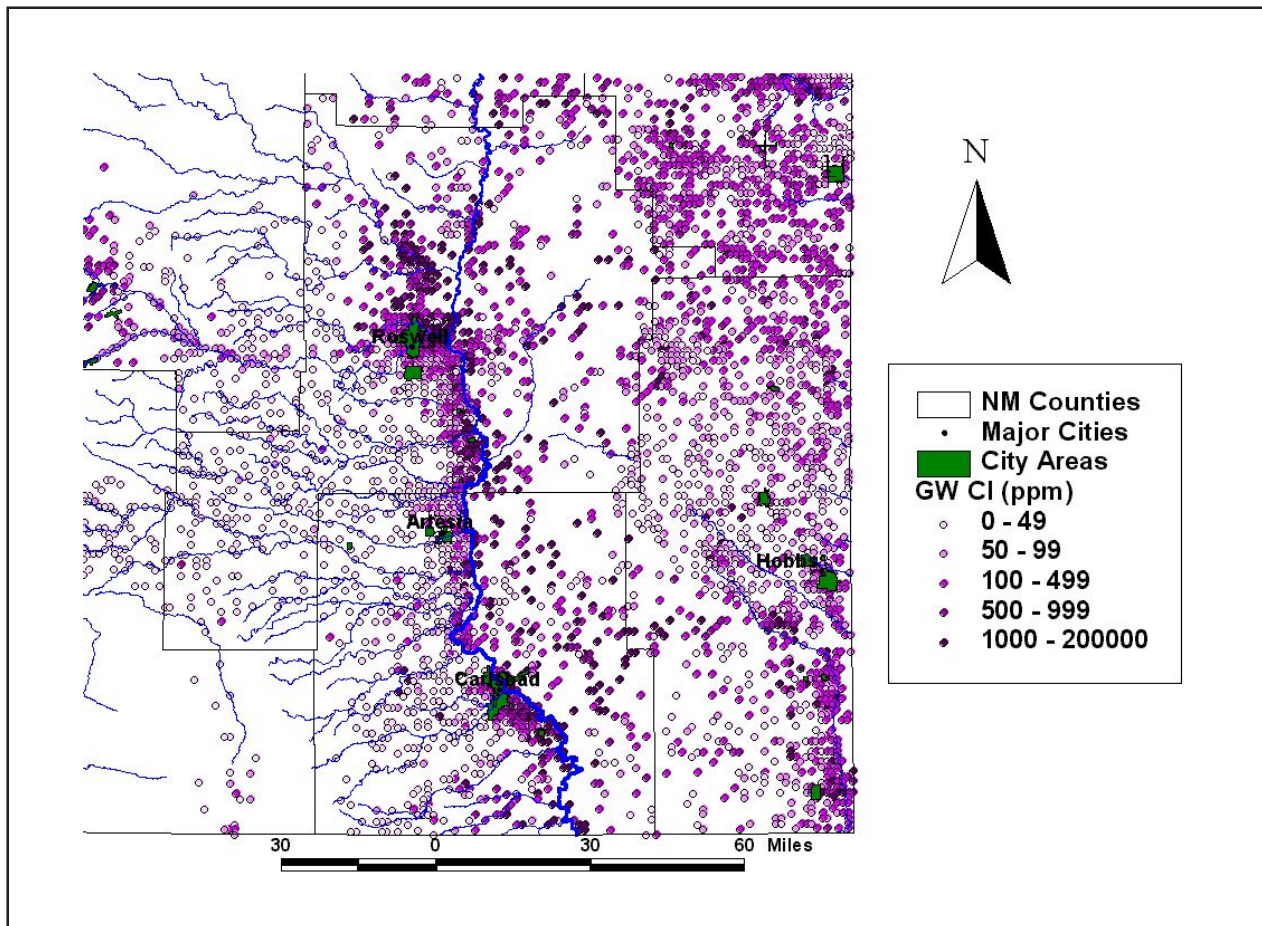 N
Roswell
Artesia
Hobbs
Carlsbad
NM Counties
Major Cities
City Areas
GW Cl (ppm)
0 - 49
50 - 99
100 - 499
500 - 999
1000 - 200000
30 0 30 60 Miles